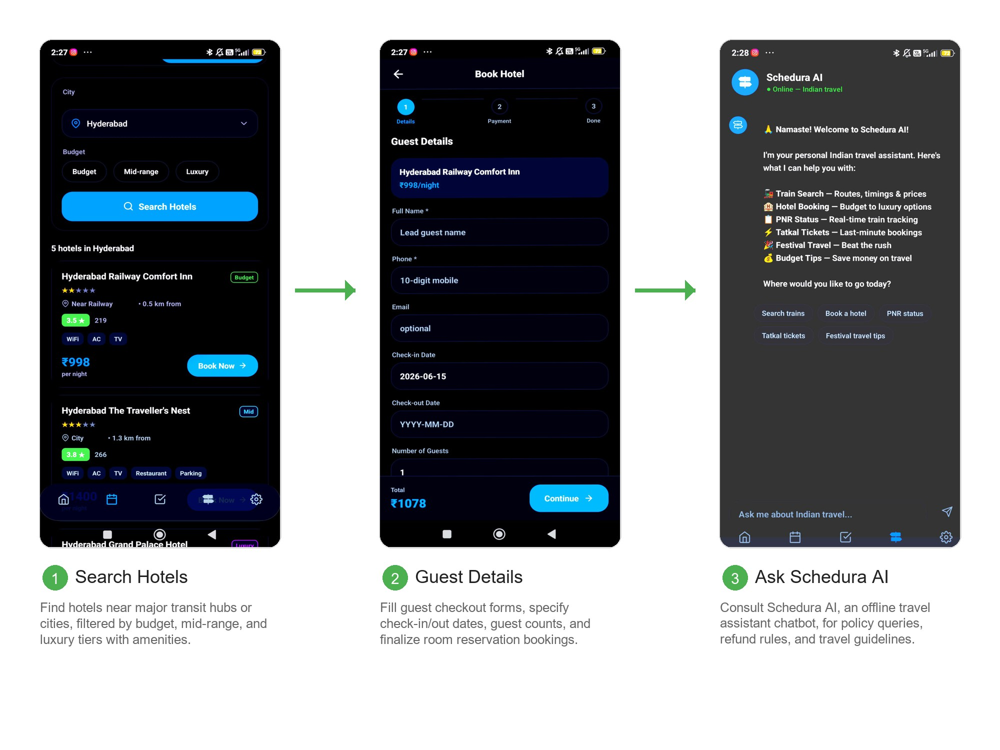 2:27 ...
5G
72
City
Hyderabad
Budget
Budget
Mid-range
Luxury
Search Hotels
5 hotels in Hyderabad
Hyderabad Railway Comfort Inn
Budget
★★★★★
Near Railway • 0.5 km from
3.5 ★ 219
WiFi AC TV
₹998
per night
Book Now →
Hyderabad The Traveller's Nest
Mid
★★★★★
City • 1.3 km from
3.8 ★ 266
WiFi AC TV Restaurant Parking
₹1400
Book Now →
per night
Hyderabad Grand Palace Hotel
Luxury
1 Search Hotels
Find hotels near major transit hubs or
cities, filtered by budget, mid-range, and
luxury tiers with amenities.
2:27 ...
Vo LTE 5G
72
Book Hotel
1 2 3
Details Payment Done
Guest Details
Hyderabad Railway Comfort Inn
₹998/night
Full Name *
Lead guest name
Phone *
10-digit mobile
Email
optional
Check-in Date
2026-06-15
Check-out Date
YYYY-MM-DD
Number of Guests
1
Total
₹1078
Continue →
2 Guest Details
Fill guest checkout forms, specify
check-in/out dates, guest counts, and
finalize room reservation bookings.
2:28 ...
Vo LTE 5G
72
Schedura AI
• Online — Indian travel
🙏 Namaste! Welcome to Schedura AI!
I'm your personal Indian travel assistant. Here's
what I can help you with:
🚂 Train Search — Routes, timings & prices
🏨 Hotel Booking — Budget to luxury options
📋 PNR Status — Real-time train tracking
⚡ Tatkal Tickets — Last-minute bookings
🎉 Festival Travel — Beat the rush
💰 Budget Tips — Save money on travel
Where would you like to go today?
Search trains Book a hotel PNR status
Tatkal tickets Festival travel tips
Ask me about Indian travel...
3 Ask Schedura AI
Consult Schedura AI, an offline travel
assistant chatbot, for policy queries,
refund rules, and travel guidelines.